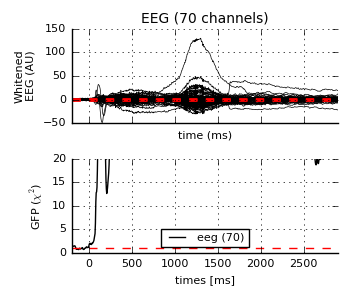 EEG (70 channels)
Whitened
EEG (AU)
150
100
50
0
−50
time (ms)
GFP (χ²)
20
15
10
5
0
eeg (70)
0 500 1000 1500 2000 2500
times [ms]